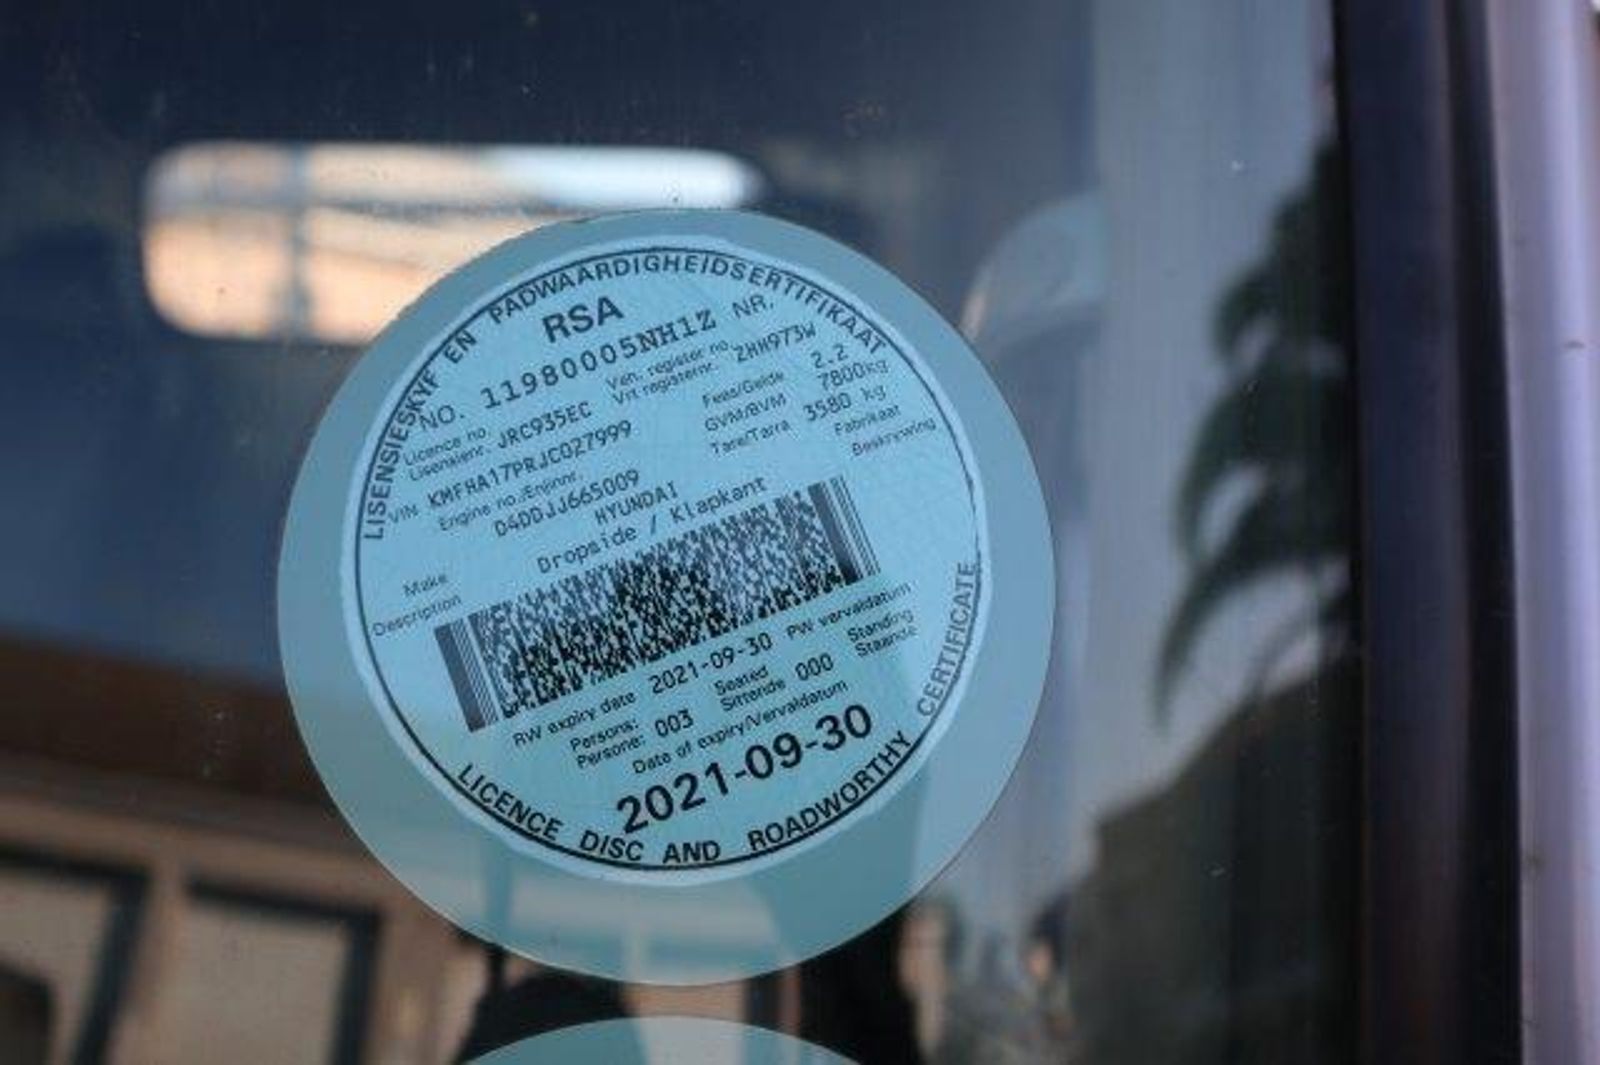 LISENSIESKYF EN PADWAARDIGHEIDSERTIFIKAAT
RSA
NO. 11980005NH1Z NR.
Licence no. Lisensienr. JRC935EC Veh. register no. Vrt registernr. ZHH973W
VIN KMFHA17PRJC027999 Fees/Gelde 2.2
Engine no./Enjinnr. GVM/BVM 7800kg
D4DDJJ665009 Tare/Tarra 3580 kg
Make HYUNDAI Fabrikaat
Description Dropside / Klapkant Beskrywing
RW expiry date 2021-09-30 PW vervaldatum
Persons: Persone: 003 Seated Sittende 000 Standing Staande
Date of expiry/Vervaldatum
2021-09-30
LICENCE DISC AND ROADWORTHY CERTIFICATE